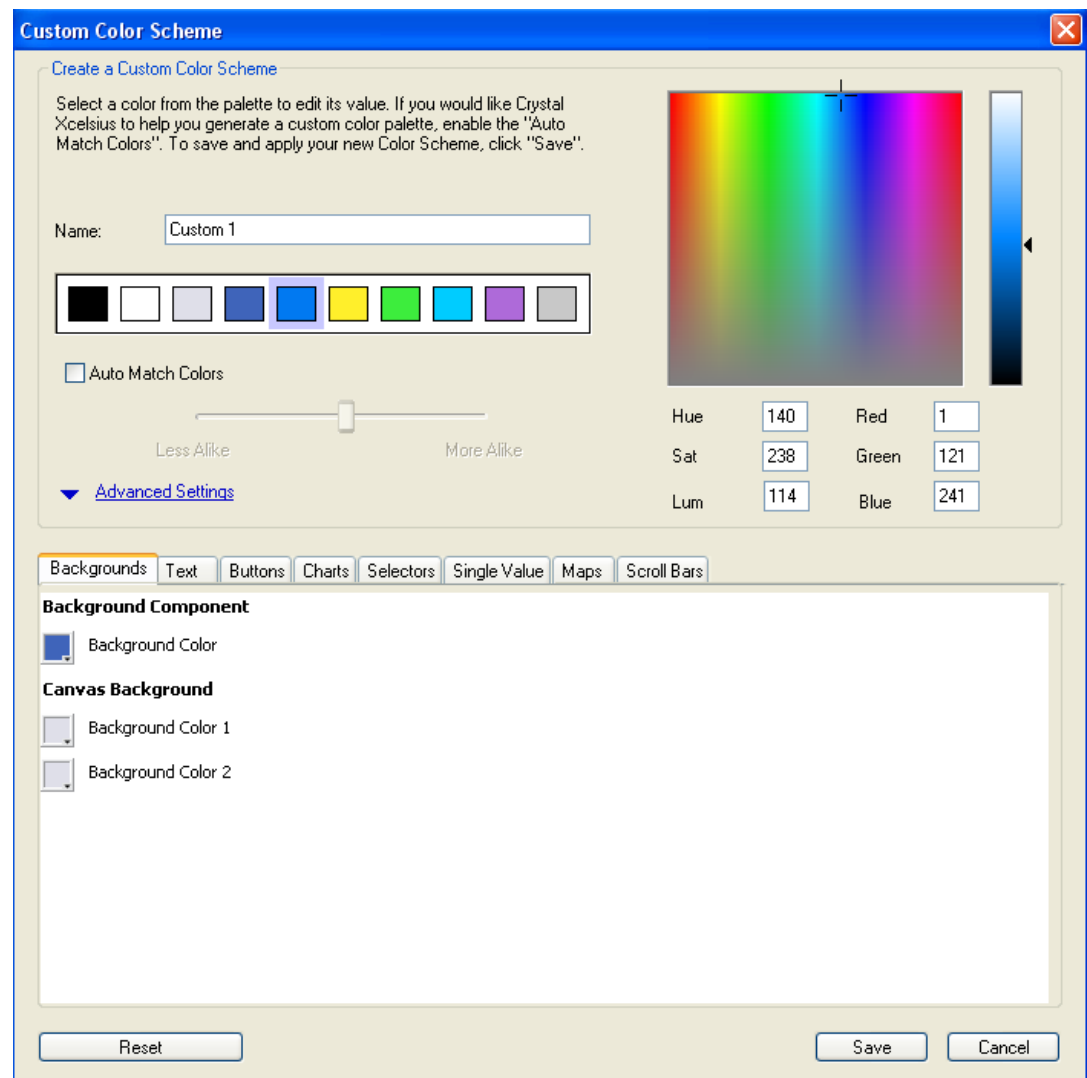 Custom Color Scheme
Create a Custom Color Scheme
Select a color from the palette to edit its value. If you would like Crystal
Xcelsius to help you generate a custom color palette, enable the "Auto
Match Colors". To save and apply your new Color Scheme, click "Save".
Name: Custom 1
Auto Match Colors
Less Alike More Alike
Advanced Settings
Hue 140 Red 1
Sat 238 Green 121
Lum 114 Blue 241
Backgrounds Text Buttons Charts Selectors Single Value Maps Scroll Bars
Background Component
Background Color
Canvas Background
Background Color 1
Background Color 2
Reset Save Cancel